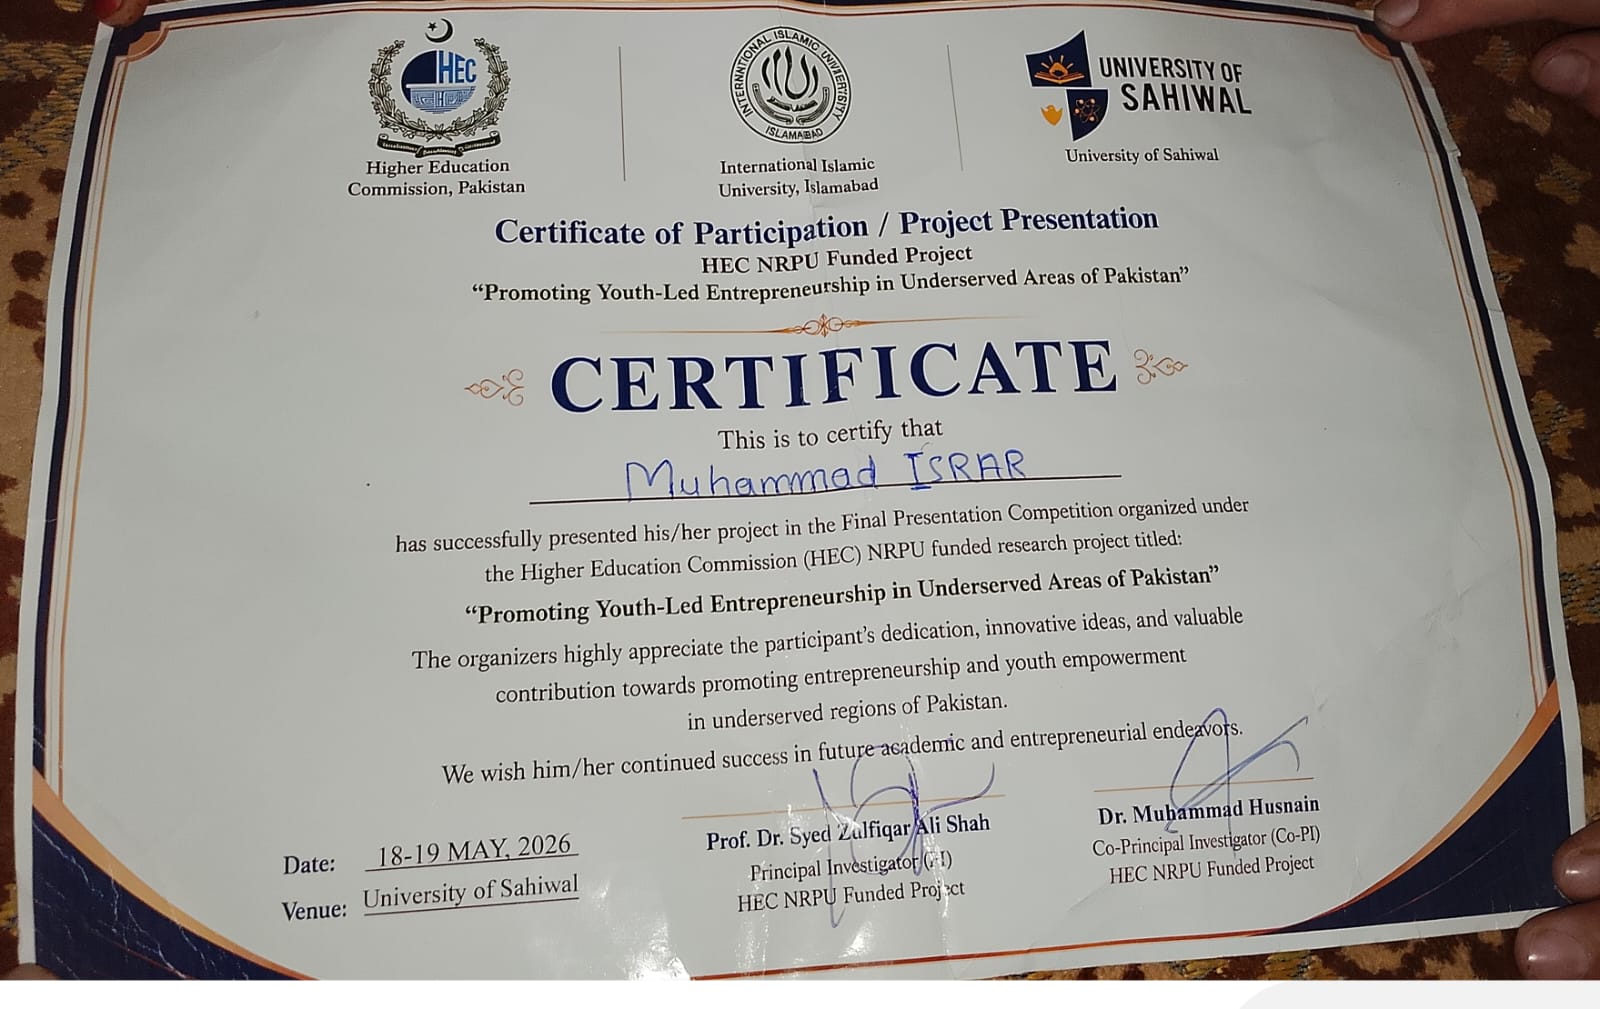 HEC
Higher Education
Commission, Pakistan
INTERNATIONAL ISLAMIC UNIVERSITY
ISLAMABAD
International Islamic
University, Islamabad
UNIVERSITY OF
SAHIWAL
University of Sahiwal
Certificate of Participation / Project Presentation
HEC NRPU Funded Project
“Promoting Youth-Led Entrepreneurship in Underserved Areas of Pakistan”
CERTIFICATE
This is to certify that
Muhammad ISRAR
has successfully presented his/her project in the Final Presentation Competition organized under
the Higher Education Commission (HEC) NRPU funded research project titled:
“Promoting Youth-Led Entrepreneurship in Underserved Areas of Pakistan”
The organizers highly appreciate the participant’s dedication, innovative ideas, and valuable
contribution towards promoting entrepreneurship and youth empowerment
in underserved regions of Pakistan.
We wish him/her continued success in future academic and entrepreneurial endeavors.
Date: 18-19 MAY, 2026
Venue: University of Sahiwal
Prof. Dr. Syed Zulfiqar Ali Shah
Principal Investigator (PI)
HEC NRPU Funded Project
Dr. Muhammad Husnain
Co-Principal Investigator (Co-PI)
HEC NRPU Funded Project